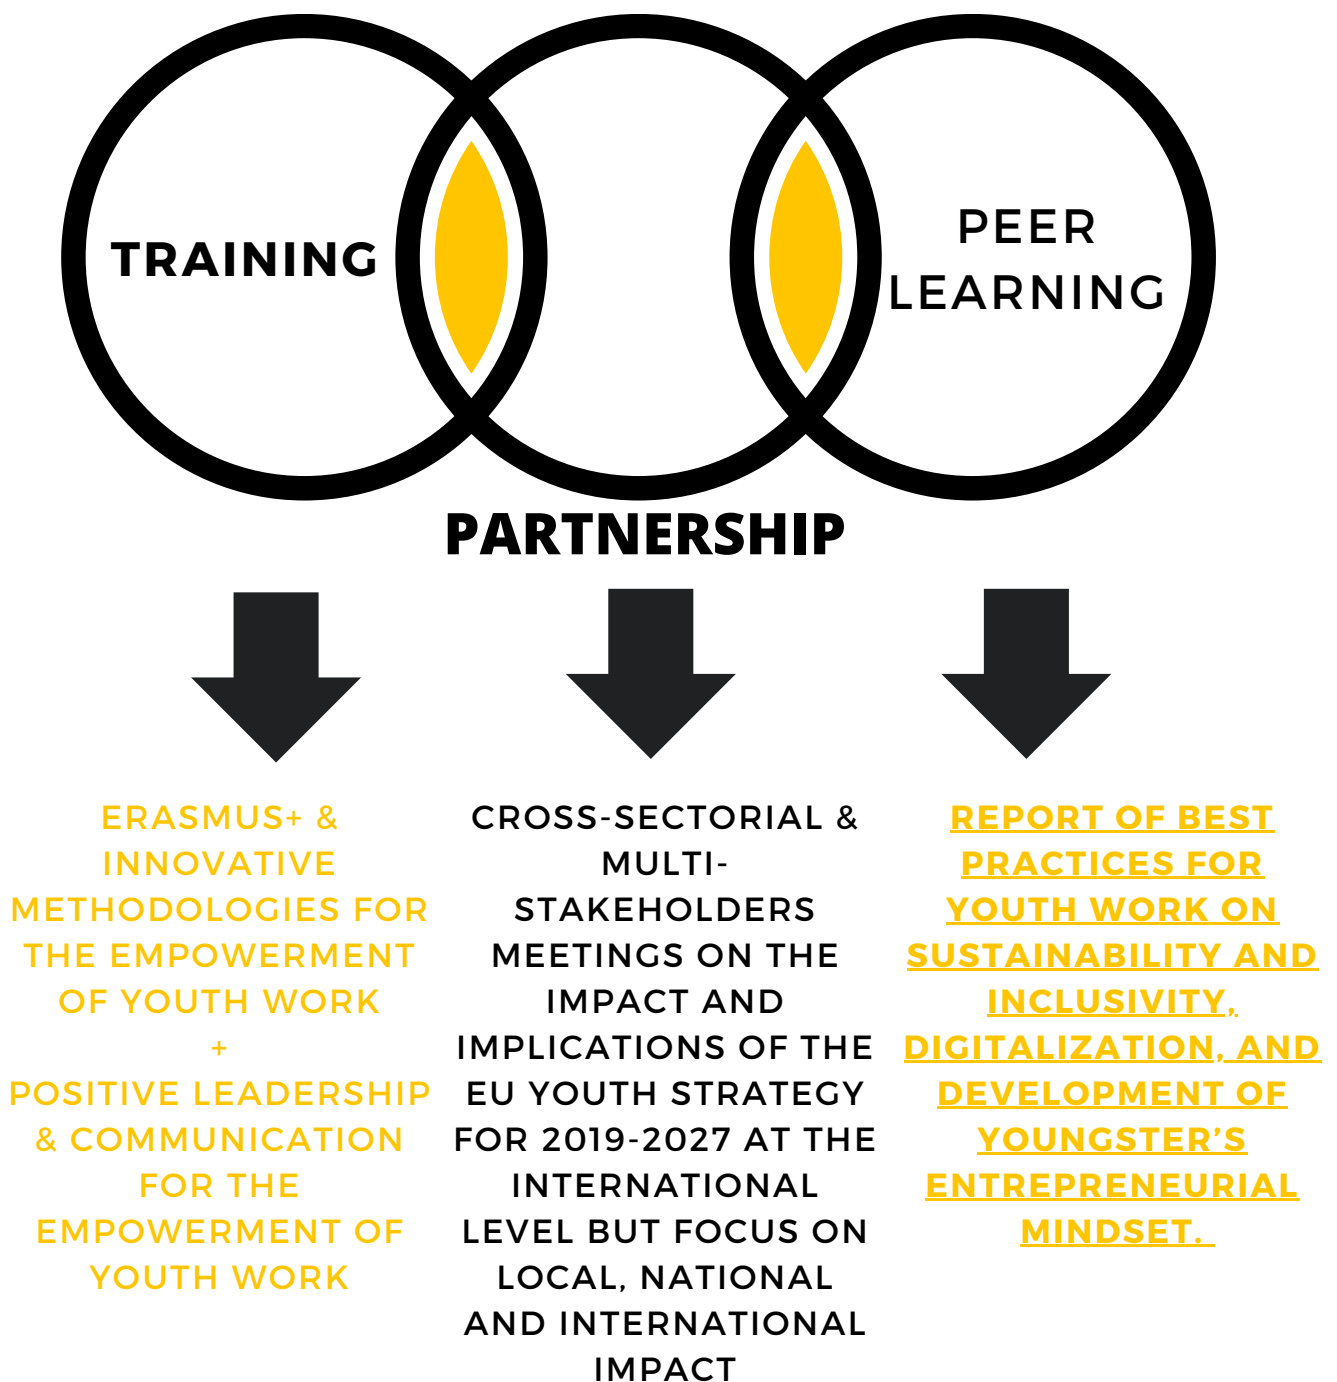 TRAINING
PEER
LEARNING
PARTNERSHIP
ERASMUS+ &
INNOVATIVE
METHODOLOGIES FOR
THE EMPOWERMENT
OF YOUTH WORK
+
POSITIVE LEADERSHIP
& COMMUNICATION
FOR THE
EMPOWERMENT OF
YOUTH WORK
CROSS-SECTORIAL &
MULTI-
STAKEHOLDERS
MEETINGS ON THE
IMPACT AND
IMPLICATIONS OF THE
EU YOUTH STRATEGY
FOR 2019-2027 AT THE
INTERNATIONAL
LEVEL BUT FOCUS ON
LOCAL, NATIONAL
AND INTERNATIONAL
IMPACT
REPORT OF BEST
PRACTICES FOR
YOUTH WORK ON
SUSTAINABILITY AND
INCLUSIVITY,
DIGITALIZATION, AND
DEVELOPMENT OF
YOUNGSTER’S
ENTREPRENEURIAL
MINDSET.